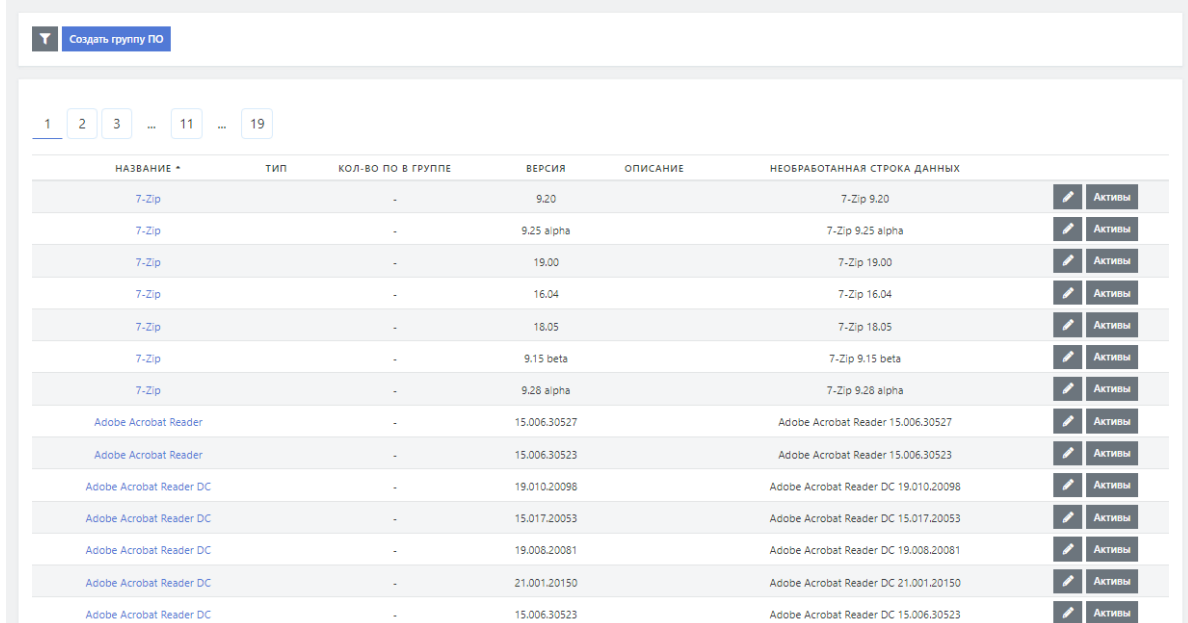 Создать группу ПО
1 2 3 ... 11 ... 19
НАЗВАНИЕ ТИП КОЛ-ВО ПО В ГРУППЕ ВЕРСИЯ ОПИСАНИЕ НЕОБРАБОТАННАЯ СТРОКА ДАННЫХ
7-Zip - 9.20 7-Zip 9.20 Активы
7-Zip - 9.25 alpha 7-Zip 9.25 alpha Активы
7-Zip - 19.00 7-Zip 19.00 Активы
7-Zip - 16.04 7-Zip 16.04 Активы
7-Zip - 18.05 7-Zip 18.05 Активы
7-Zip - 9.15 beta 7-Zip 9.15 beta Активы
7-Zip - 9.28 alpha 7-Zip 9.28 alpha Активы
Adobe Acrobat Reader - 15.006.30527 Adobe Acrobat Reader 15.006.30527 Активы
Adobe Acrobat Reader - 15.006.30523 Adobe Acrobat Reader 15.006.30523 Активы
Adobe Acrobat Reader DC - 19.010.20098 Adobe Acrobat Reader DC 19.010.20098 Активы
Adobe Acrobat Reader DC - 15.017.20053 Adobe Acrobat Reader DC 15.017.20053 Активы
Adobe Acrobat Reader DC - 19.008.20081 Adobe Acrobat Reader DC 19.008.20081 Активы
Adobe Acrobat Reader DC - 21.001.20150 Adobe Acrobat Reader DC 21.001.20150 Активы
Adobe Acrobat Reader DC - 15.006.30523 Adobe Acrobat Reader DC 15.006.30523 Активы